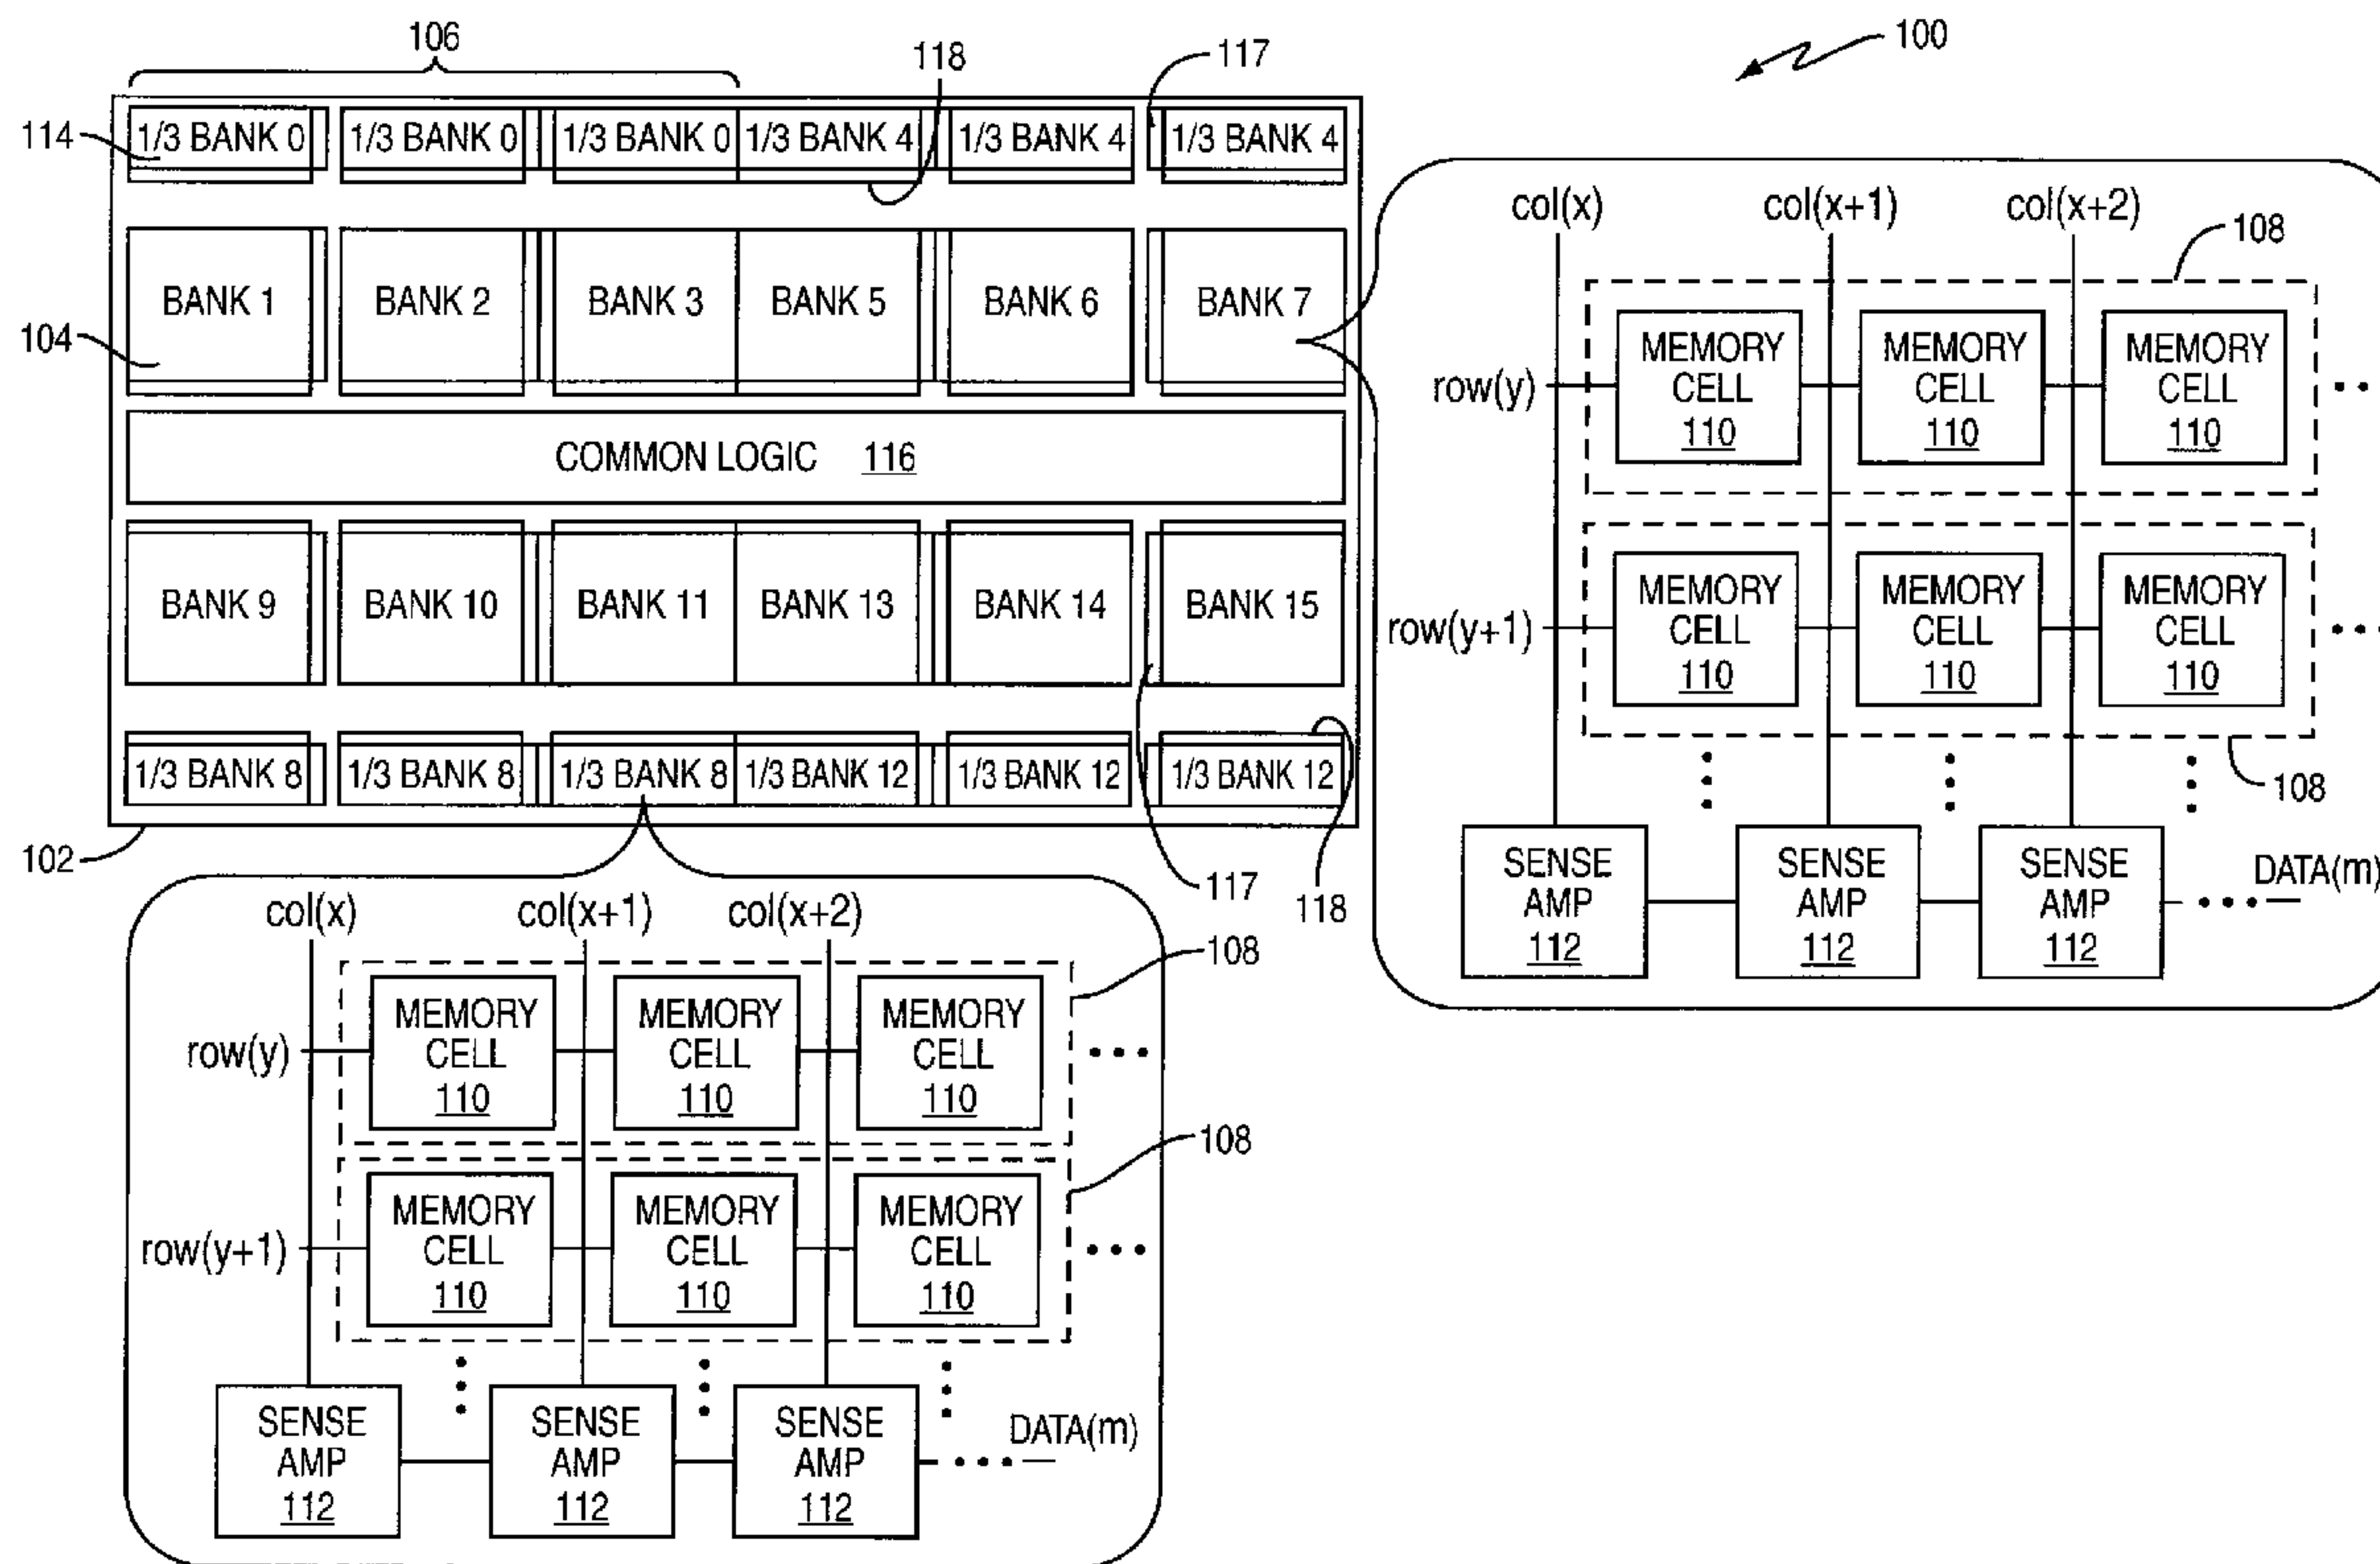 106
118
117
100
114
1/3 BANK 0 1/3 BANK 0 1/3 BANK 0 1/3 BANK 4 1/3 BANK 4 1/3 BANK 4
104
BANK 1 BANK 2 BANK 3 BANK 5 BANK 6 BANK 7
COMMON LOGIC 116
BANK 9 BANK 10 BANK 11 BANK 13 BANK 14 BANK 15
1/3 BANK 8 1/3 BANK 8 1/3 BANK 8 1/3 BANK 12 1/3 BANK 12 1/3 BANK 12
102
117
118
col(x) col(x+1) col(x+2)
108
row(y)
MEMORY CELL 110
MEMORY CELL 110
MEMORY CELL 110
row(y+1)
MEMORY CELL 110
MEMORY CELL 110
MEMORY CELL 110
108
SENSE AMP 112
SENSE AMP 112
SENSE AMP 112
DATA(m)
col(x) col(x+1) col(x+2)
108
row(y)
MEMORY CELL 110
MEMORY CELL 110
MEMORY CELL 110
108
row(y+1)
MEMORY CELL 110
MEMORY CELL 110
MEMORY CELL 110
SENSE AMP 112
SENSE AMP 112
SENSE AMP 112
DATA(m)